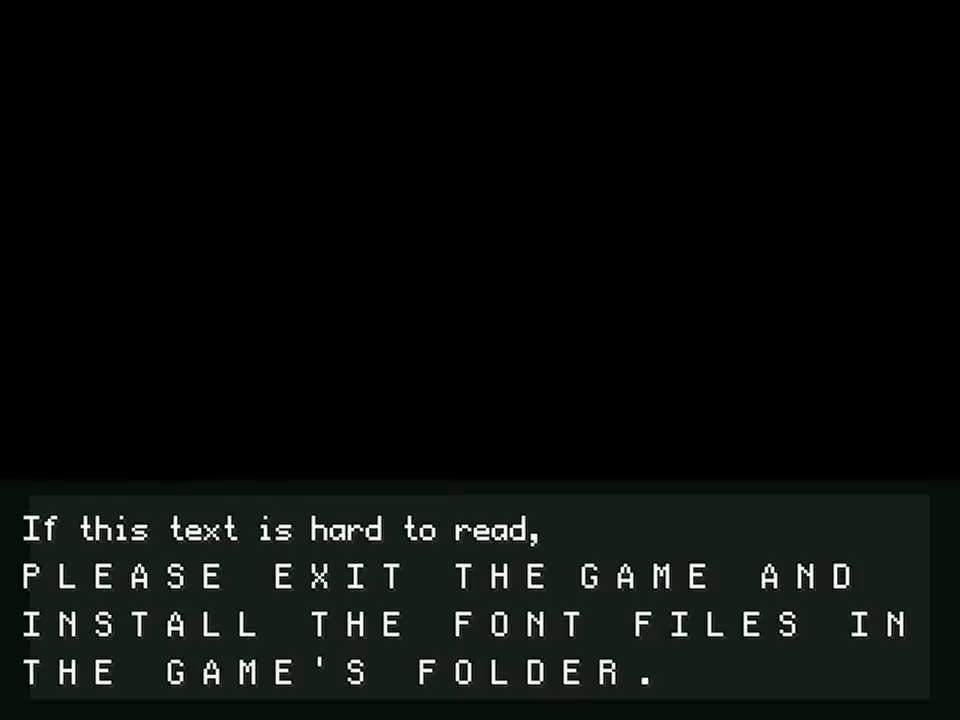 If this text is hard to read,
PLEASE EXIT THE GAME AND
INSTALL THE FONT FILES IN
THE GAME'S FOLDER.